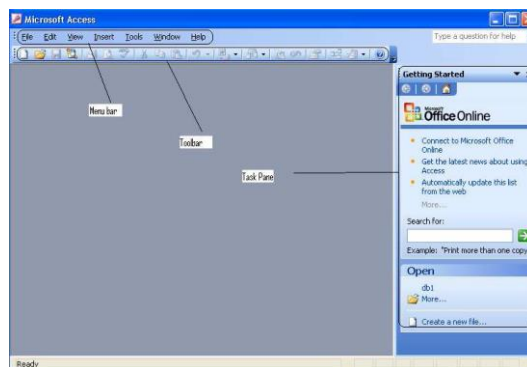 Microsoft Access
File Edit View Insert Tools Window Help
Type a question for help
Getting Started
Menu bar
Microsoft
Office Online
Toolbar
Connect to Microsoft Office
Online
Get the latest news about using
Access
Task Pane
Automatically update this list
from the web
More...
Search for:
Example: "Print more than one copy
Open
db1
More...
Create a new file...
Ready